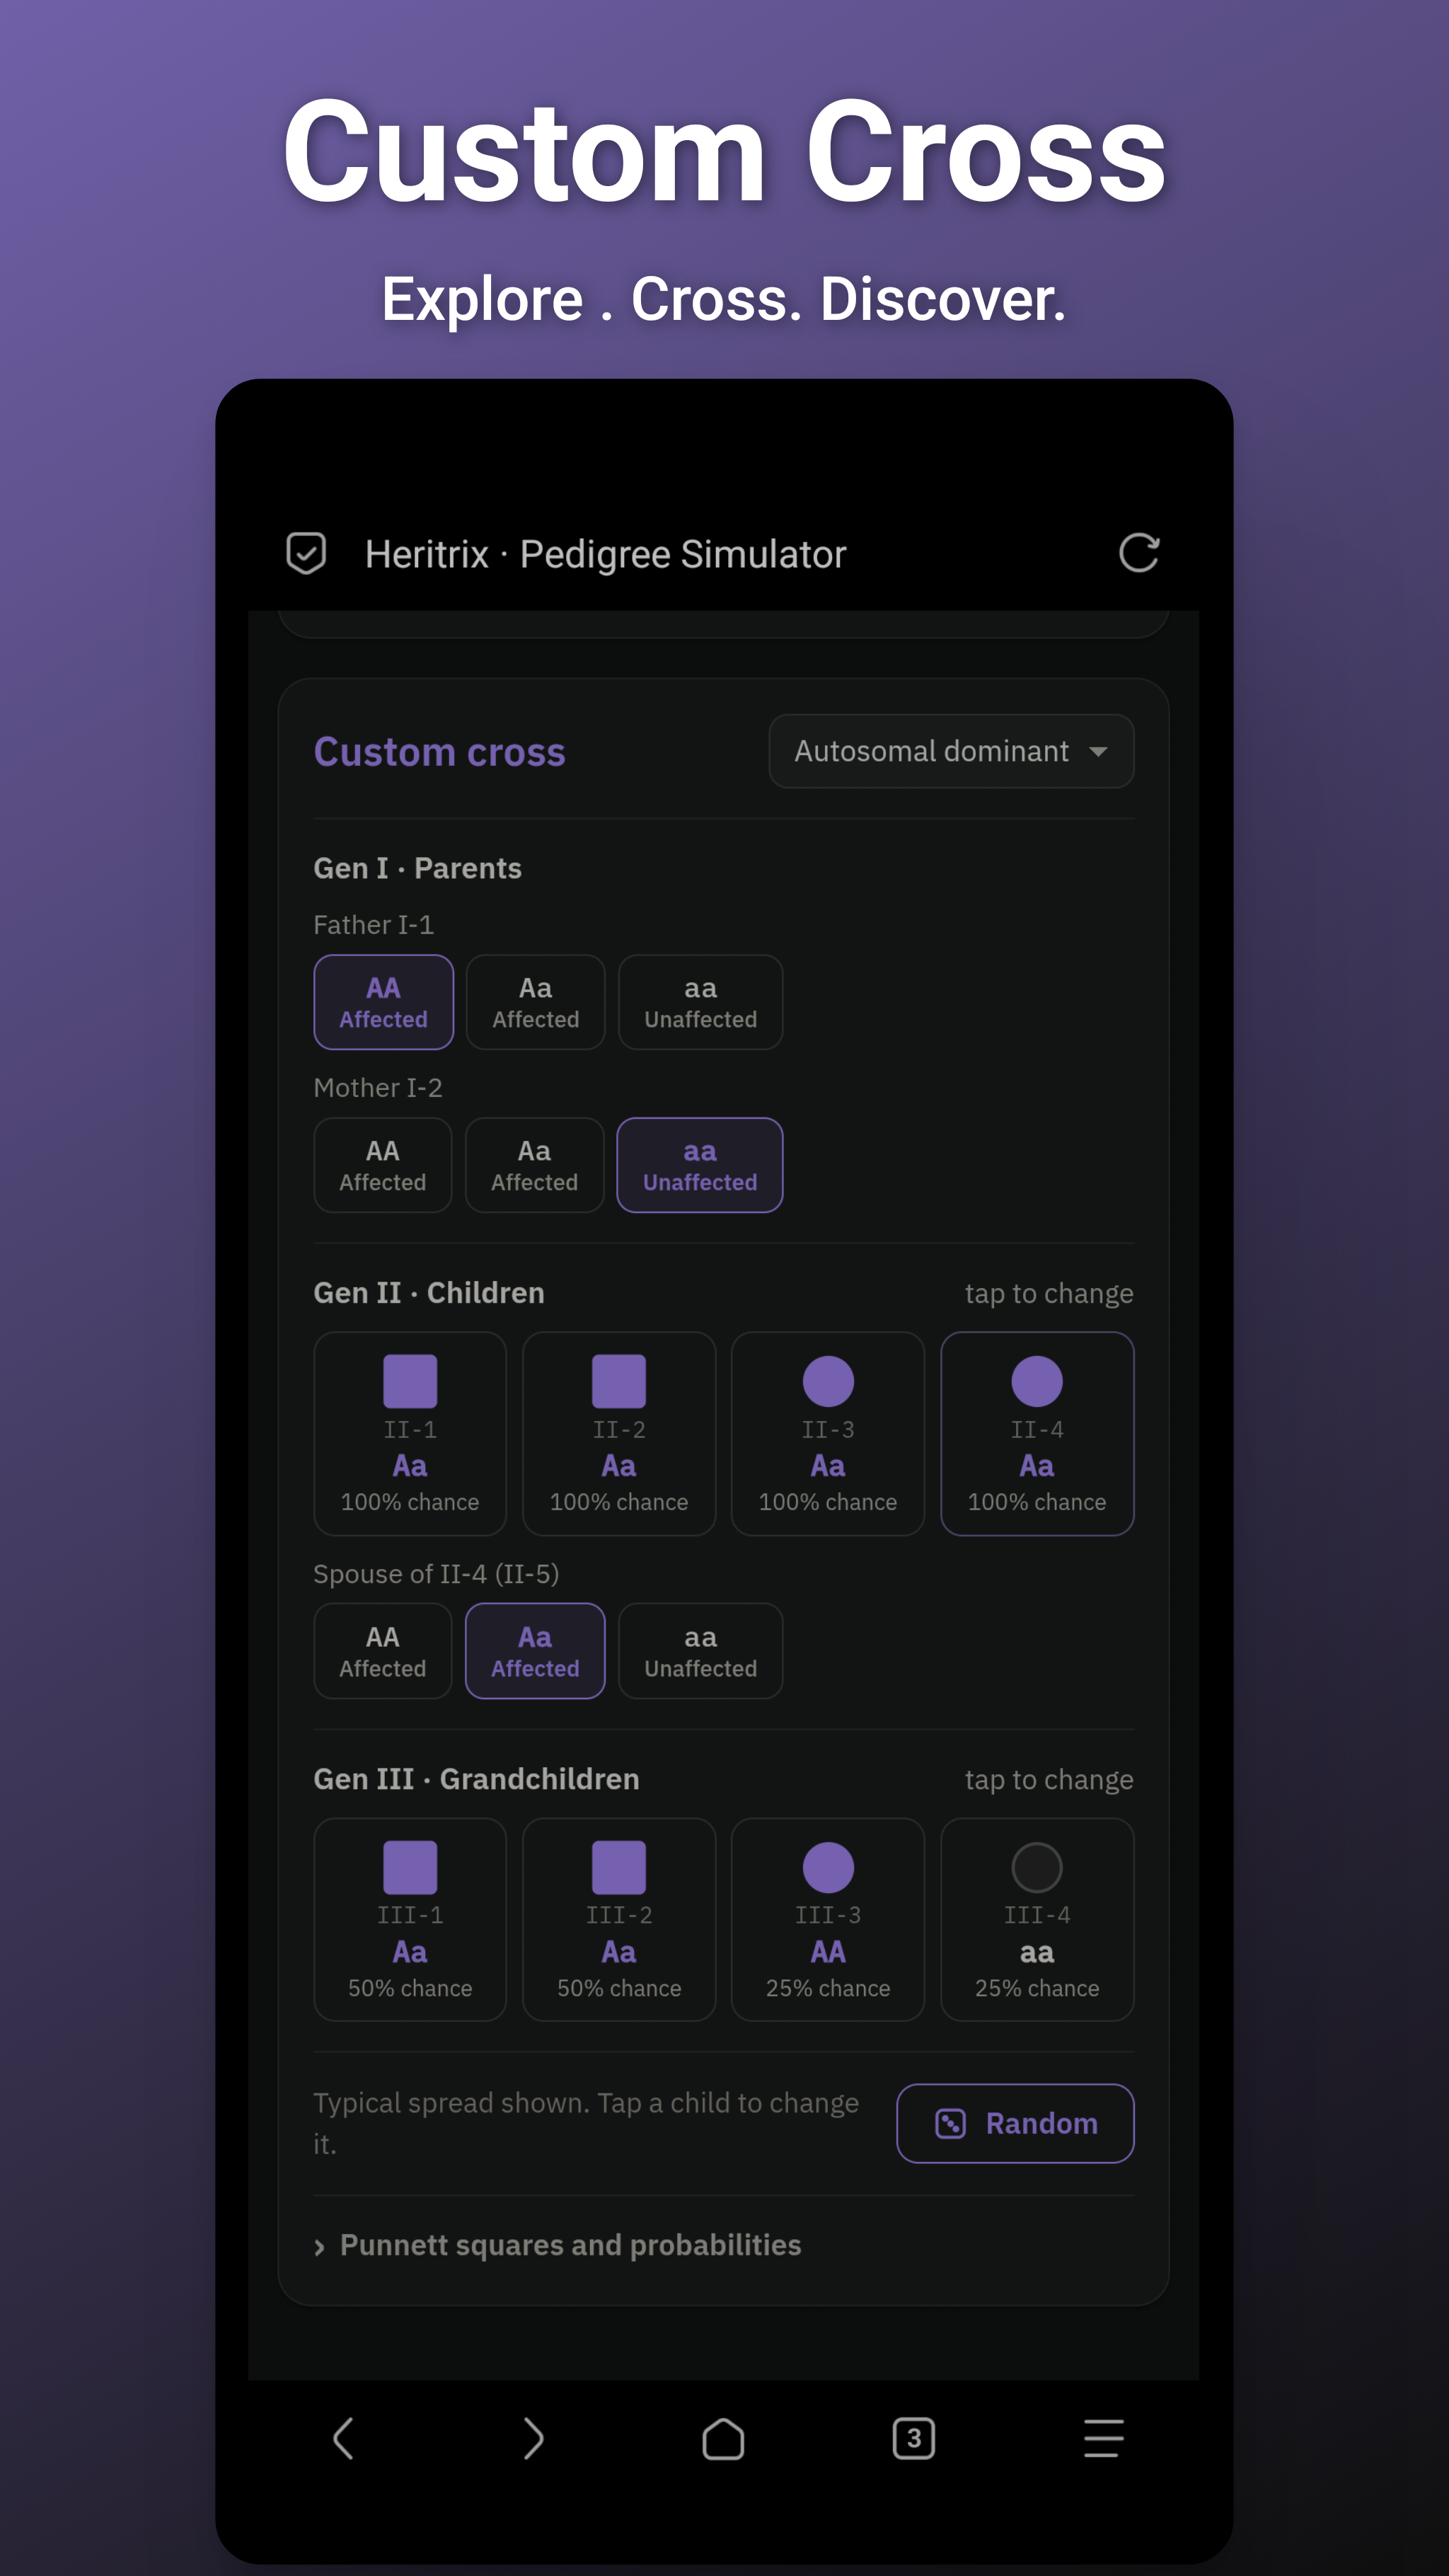 Custom Cross
Explore . Cross. Discover.
Heritrix · Pedigree Simulator
Custom cross
Autosomal dominant
Gen I · Parents
Father I-1
AA Aa aa
Affected Affected Unaffected
Mother I-2
AA Aa aa
Affected Affected Unaffected
Gen II · Children tap to change
II-1 II-2 II-3 II-4
Aa Aa Aa Aa
100% chance 100% chance 100% chance 100% chance
Spouse of II-4 (II-5)
AA Aa aa
Affected Affected Unaffected
Gen III · Grandchildren tap to change
III-1 III-2 III-3 III-4
Aa Aa AA aa
50% chance 50% chance 25% chance 25% chance
Typical spread shown. Tap a child to change
it.
Random
› Punnett squares and probabilities
3